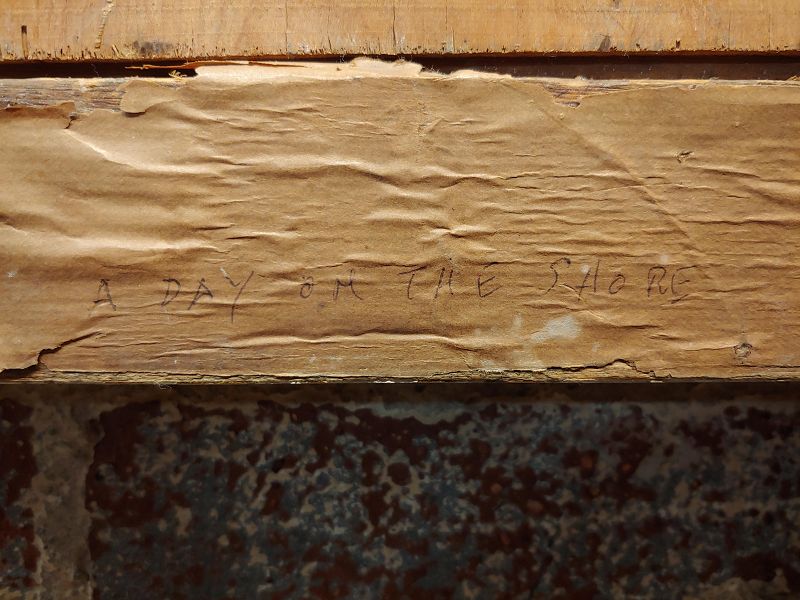 A DAY ON THE SHORE